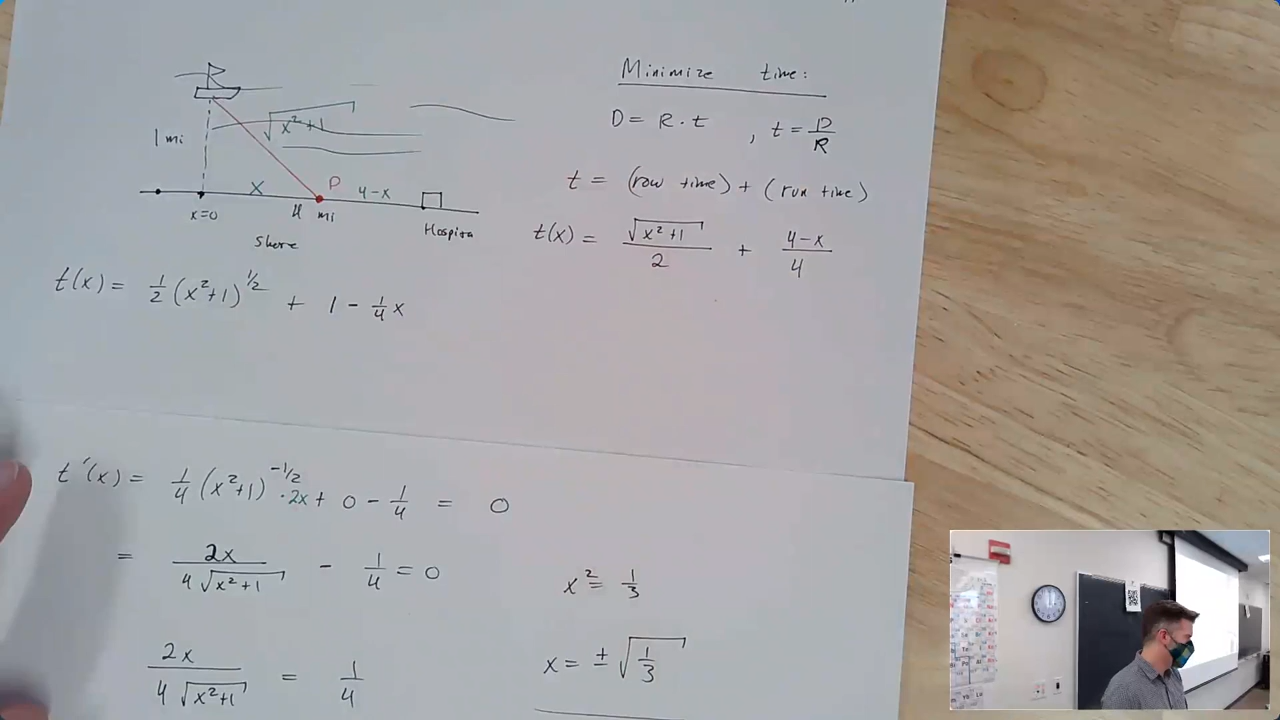 1 mi
√(x²+1)
x
P
4-x
x=0
4 mi
Hospita
Shore
Minimize time:
D = R · t , t = D/R
t = (row time) + (run time)
t(x) = √(x²+1)/2 + (4-x)/4
t(x) = 1/2 (x²+1)^1/2 + 1 - 1/4 x
t'(x) = 1/4 (x²+1)^-1/2 · 2x + 0 - 1/4 = 0
= 2x/(4√(x²+1)) - 1/4 = 0
2x/(4√(x²+1)) = 1/4
x² = 1/3
x = ± √(1/3)